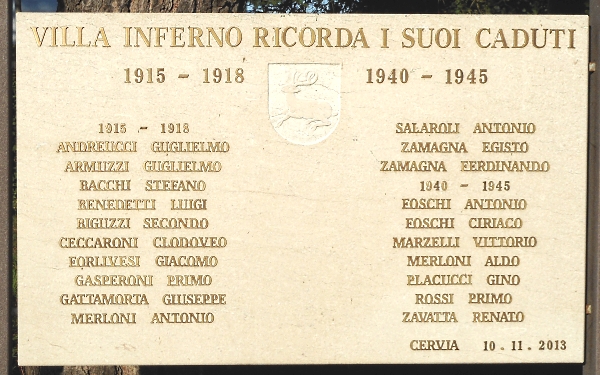 VILLA INFERNO RICORDA I SUOI CADUTI
1915 - 1918
1940 - 1945
1915 - 1918
ANDREUCCI GUGLIELMO
ARMUZZI GUGLIELMO
BACCHI STEFANO
BENEDETTI LUIGI
BIGUZZI SECONDO
CECCARONI CLODOVEO
FORLIVESI GIACOMO
GASPERONI PRIMO
GATTAMORTA GIUSEPPE
MERLONI ANTONIO
SALAROLI ANTONIO
ZAMAGNA EGISTO
ZAMAGNA FERDINANDO
1940 - 1945
FOSCHI ANTONIO
FOSCHI CIRIACO
MARZELLI VITTORIO
MERLONI ALDO
PLACUCCI GINO
ROSSI PRIMO
ZAVATTA RENATO
CERVIA 10.11.2013